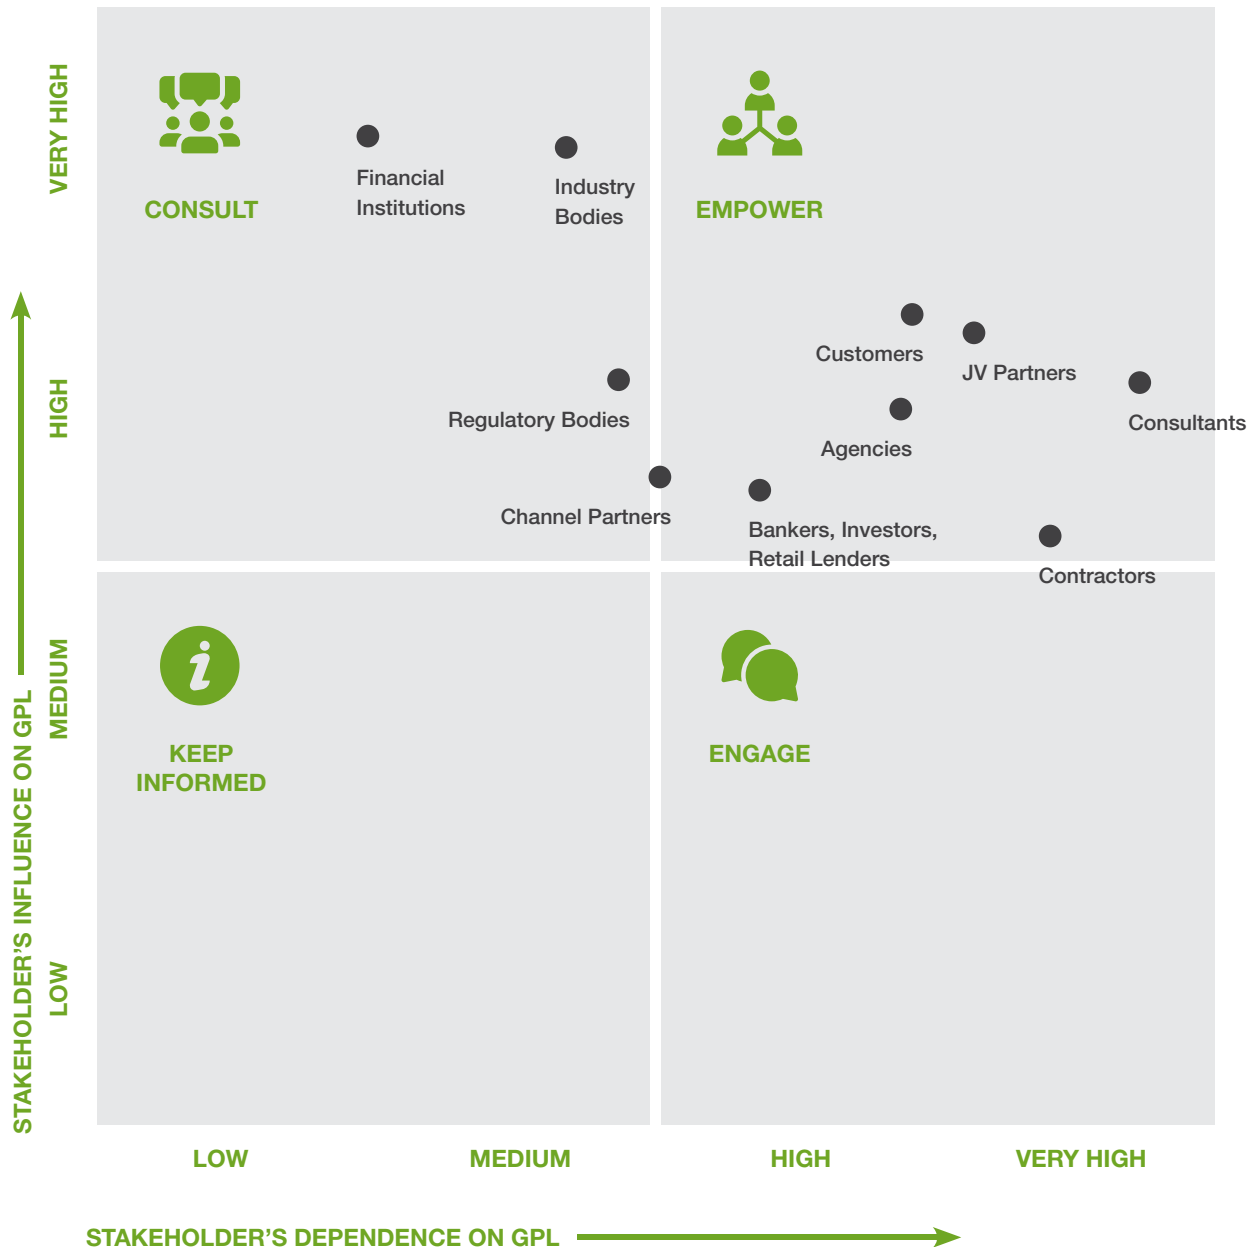 VERY HIGH
HIGH
MEDIUM
LOW
STAKEHOLDER’S INFLUENCE ON GPL
CONSULT
Financial
Institutions
Industry
Bodies
Regulatory Bodies
Channel Partners
EMPOWER
Customers
JV Partners
Consultants
Agencies
Bankers, Investors,
Retail Lenders
Contractors
KEEP
INFORMED
ENGAGE
LOW
MEDIUM
HIGH
VERY HIGH
STAKEHOLDER’S DEPENDENCE ON GPL